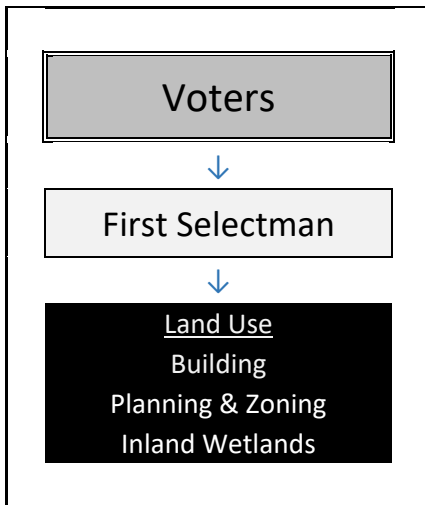 Voters
↓
First Selectman
↓
Land Use
Building
Planning & Zoning
Inland Wetlands